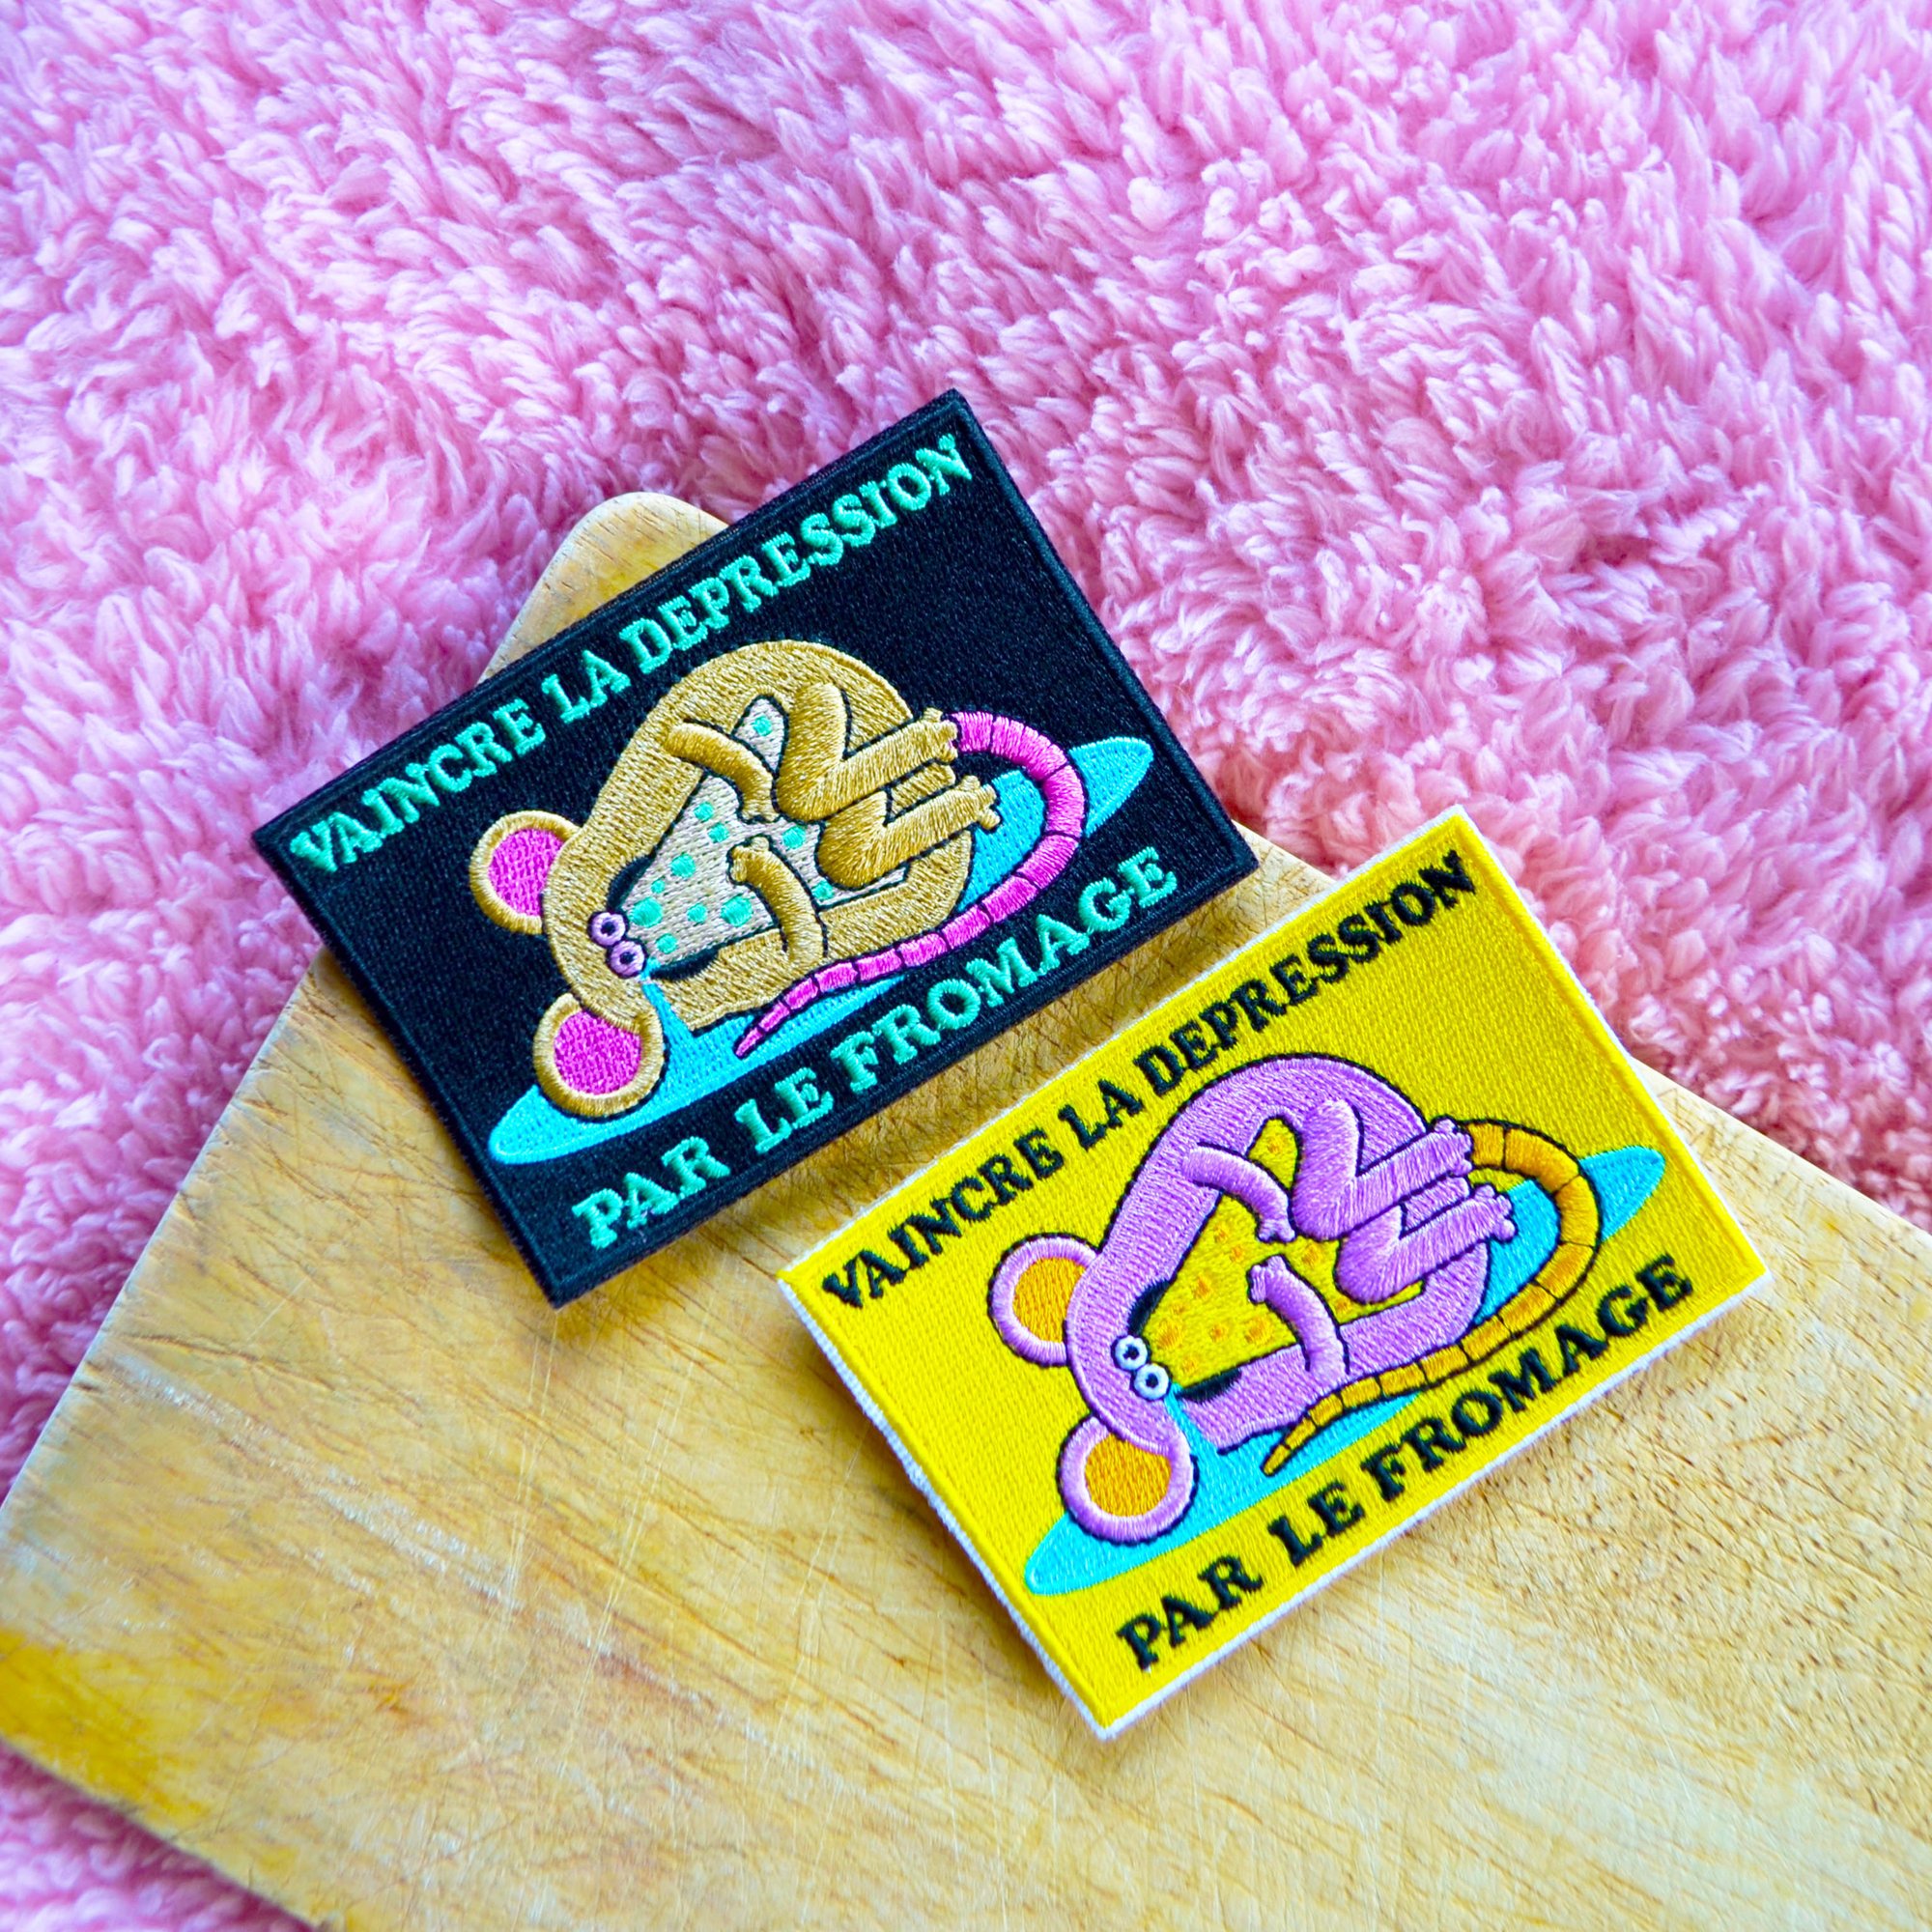 VAINCRE LA DEPRESSION
PAR LE FROMAGE
VAINCRE LA DEPRESSION
PAR LE FROMAGE